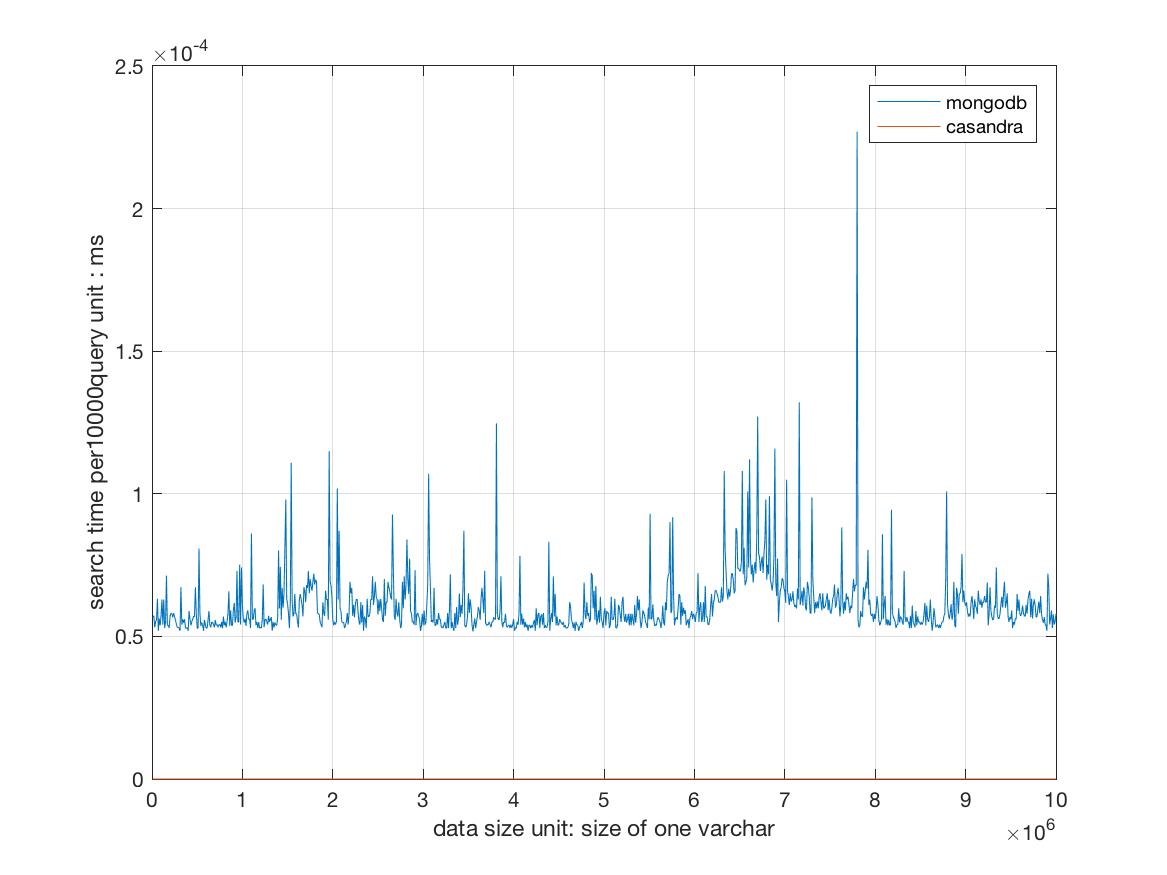 ×10-4
2.5
2
1.5
1
0.5
0
search time per10000query unit : ms
mongodb
casandra
0 1 2 3 4 5 6 7 8 9 10
data size unit: size of one varchar
×106